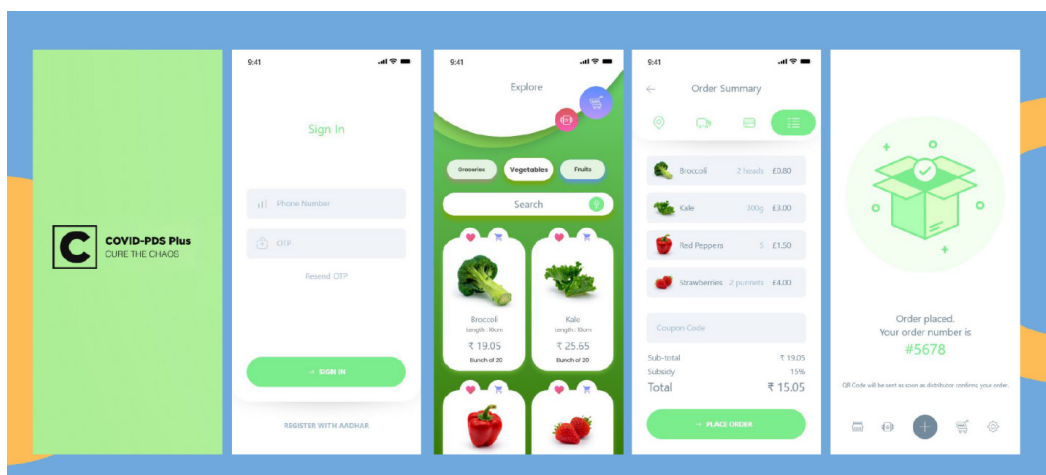 C
COVID-PDS Plus
CURE THE CHAOS
9:41
Sign In
Phone Number
OTP
Resend OTP
→ SIGN IN
REGISTER WITH AADHAR
9:41
Explore
Groceries
Vegetables
Fruits
Search
Broccoli
Length : 10cm
₹ 19.05
Bunch of 20
Kale
Length : 10cm
₹ 25.65
Bunch of 20
9:41
← Order Summary
Broccoli 2 heads £0.80
Kale 300g £3.00
Red Peppers 5 £1.50
Strawberries 2 punnets £4.00
Coupon Code
Sub-total ₹ 19.05
Subsidy 15%
Total ₹ 15.05
→ PLACE ORDER
Order placed.
Your order number is
#5678
QR Code will be sent as soon as distributor confirms your order.